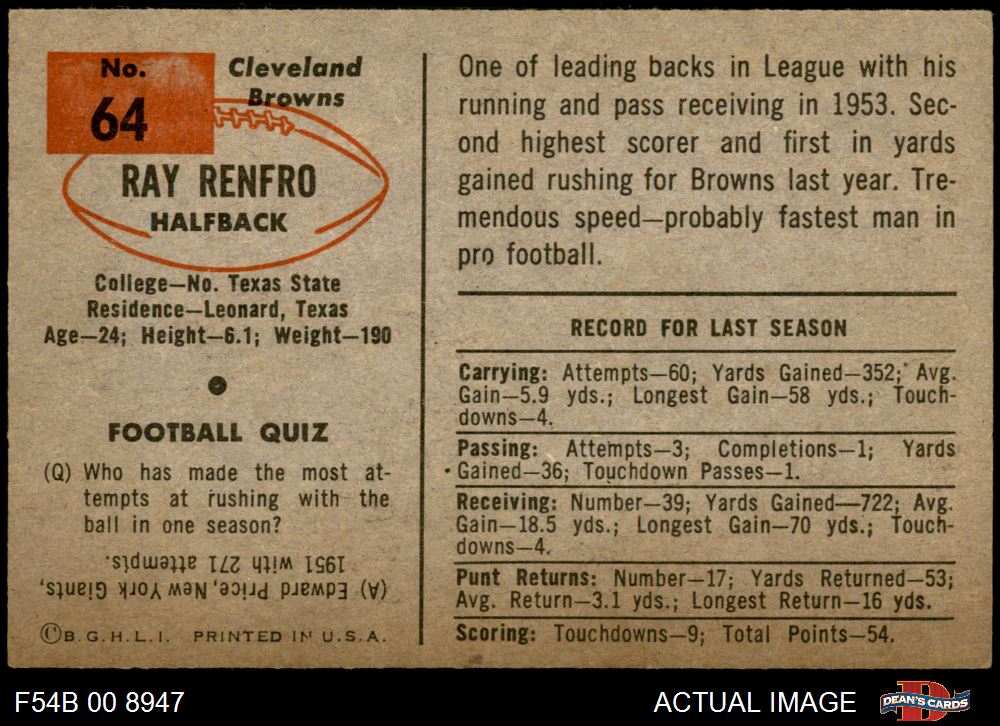 No.
64
Cleveland
Browns
RAY RENFRO
HALFBACK
College—No. Texas State
Residence—Leonard, Texas
Age—24; Height—6.1; Weight—190
FOOTBALL QUIZ
(Q) Who has made the most at-
tempts at rushing with the
ball in one season?
(A) Edward Price, New York Giants,
1951 with 271 attempts.
©B.G.H.L.I. PRINTED IN U.S.A.
One of leading backs in League with his
running and pass receiving in 1953. Sec-
ond highest scorer and first in yards
gained rushing for Browns last year. Tre-
mendous speed—probably fastest man in
pro football.
RECORD FOR LAST SEASON
Carrying: Attempts—60; Yards Gained—352; Avg.
Gain—5.9 yds.; Longest Gain—58 yds.; Touch-
downs—4.
Passing: Attempts—3; Completions—1; Yards
Gained—36; Touchdown Passes—1.
Receiving: Number—39; Yards Gained—722; Avg.
Gain—18.5 yds.; Longest Gain—70 yds.; Touch-
downs—4.
Punt Returns: Number—17; Yards Returned—53;
Avg. Return—3.1 yds.; Longest Return—16 yds.
Scoring: Touchdowns—9; Total Points—54.
F54B 00 8947
ACTUAL IMAGE
DEAN'S CARDS